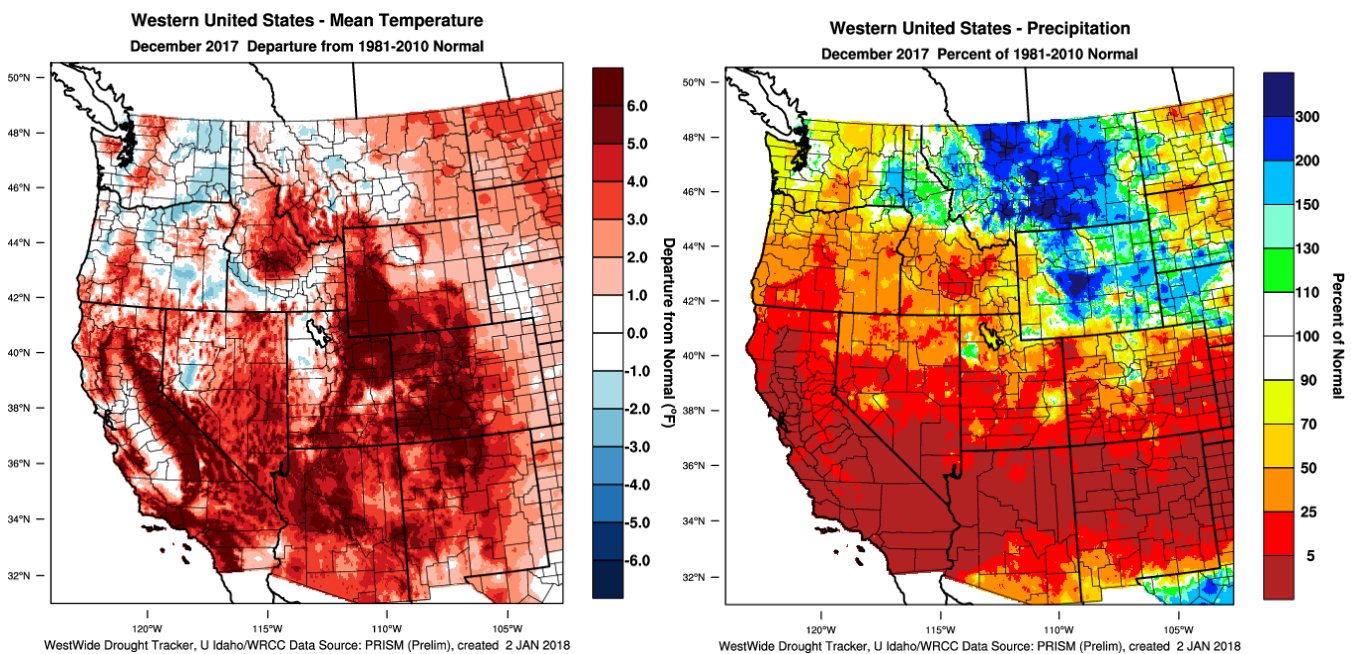 Western United States - Mean Temperature
December 2017 Departure from 1981-2010 Normal
50°N
48°N
46°N
44°N
42°N
40°N
38°N
36°N
34°N
32°N
120°W
115°W
110°W
105°W
6.0
5.0
4.0
3.0
2.0
1.0
0.0
-1.0
-2.0
-3.0
-4.0
-5.0
-6.0
Departure from Normal (°F)
WestWide Drought Tracker, U Idaho/WRCC Data Source: PRISM (Prelim), created 2 JAN 2018
Western United States - Precipitation
December 2017 Percent of 1981-2010 Normal
50°N
48°N
46°N
44°N
42°N
40°N
38°N
36°N
34°N
32°N
120°W
115°W
110°W
105°W
300
200
150
130
110
100
90
70
50
25
5
Percent of Normal
WestWide Drought Tracker, U Idaho/WRCC Data Source: PRISM (Prelim), created 2 JAN 2018